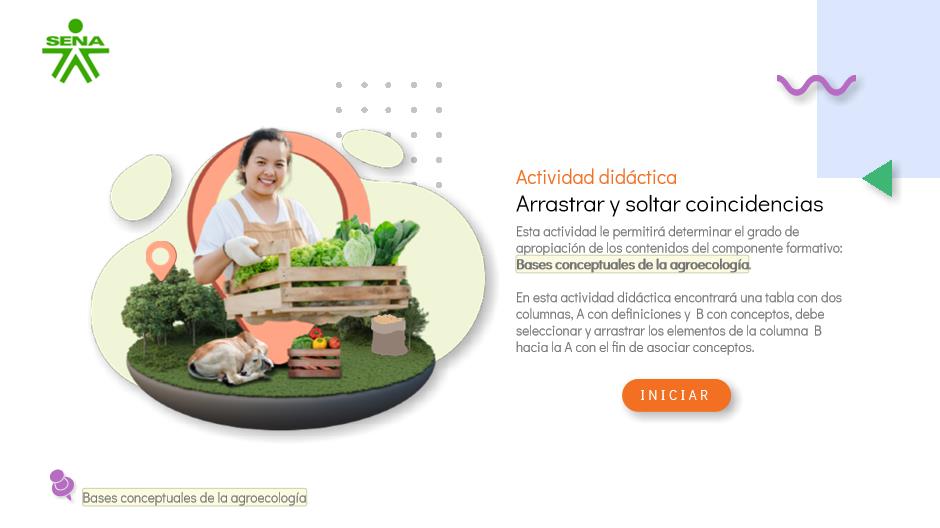 SENA
Actividad didáctica
Arrastrar y soltar coincidencias
Esta actividad le permitirá determinar el grado de
apropiación de los contenidos del componente formativo:
Bases conceptuales de la agroecología.
En esta actividad didáctica encontrará una tabla con dos
columnas, A con definiciones y B con conceptos, debe
seleccionar y arrastrar los elementos de la columna B
hacia la A con el fin de asociar conceptos.
INICIAR
Bases conceptuales de la agroecología